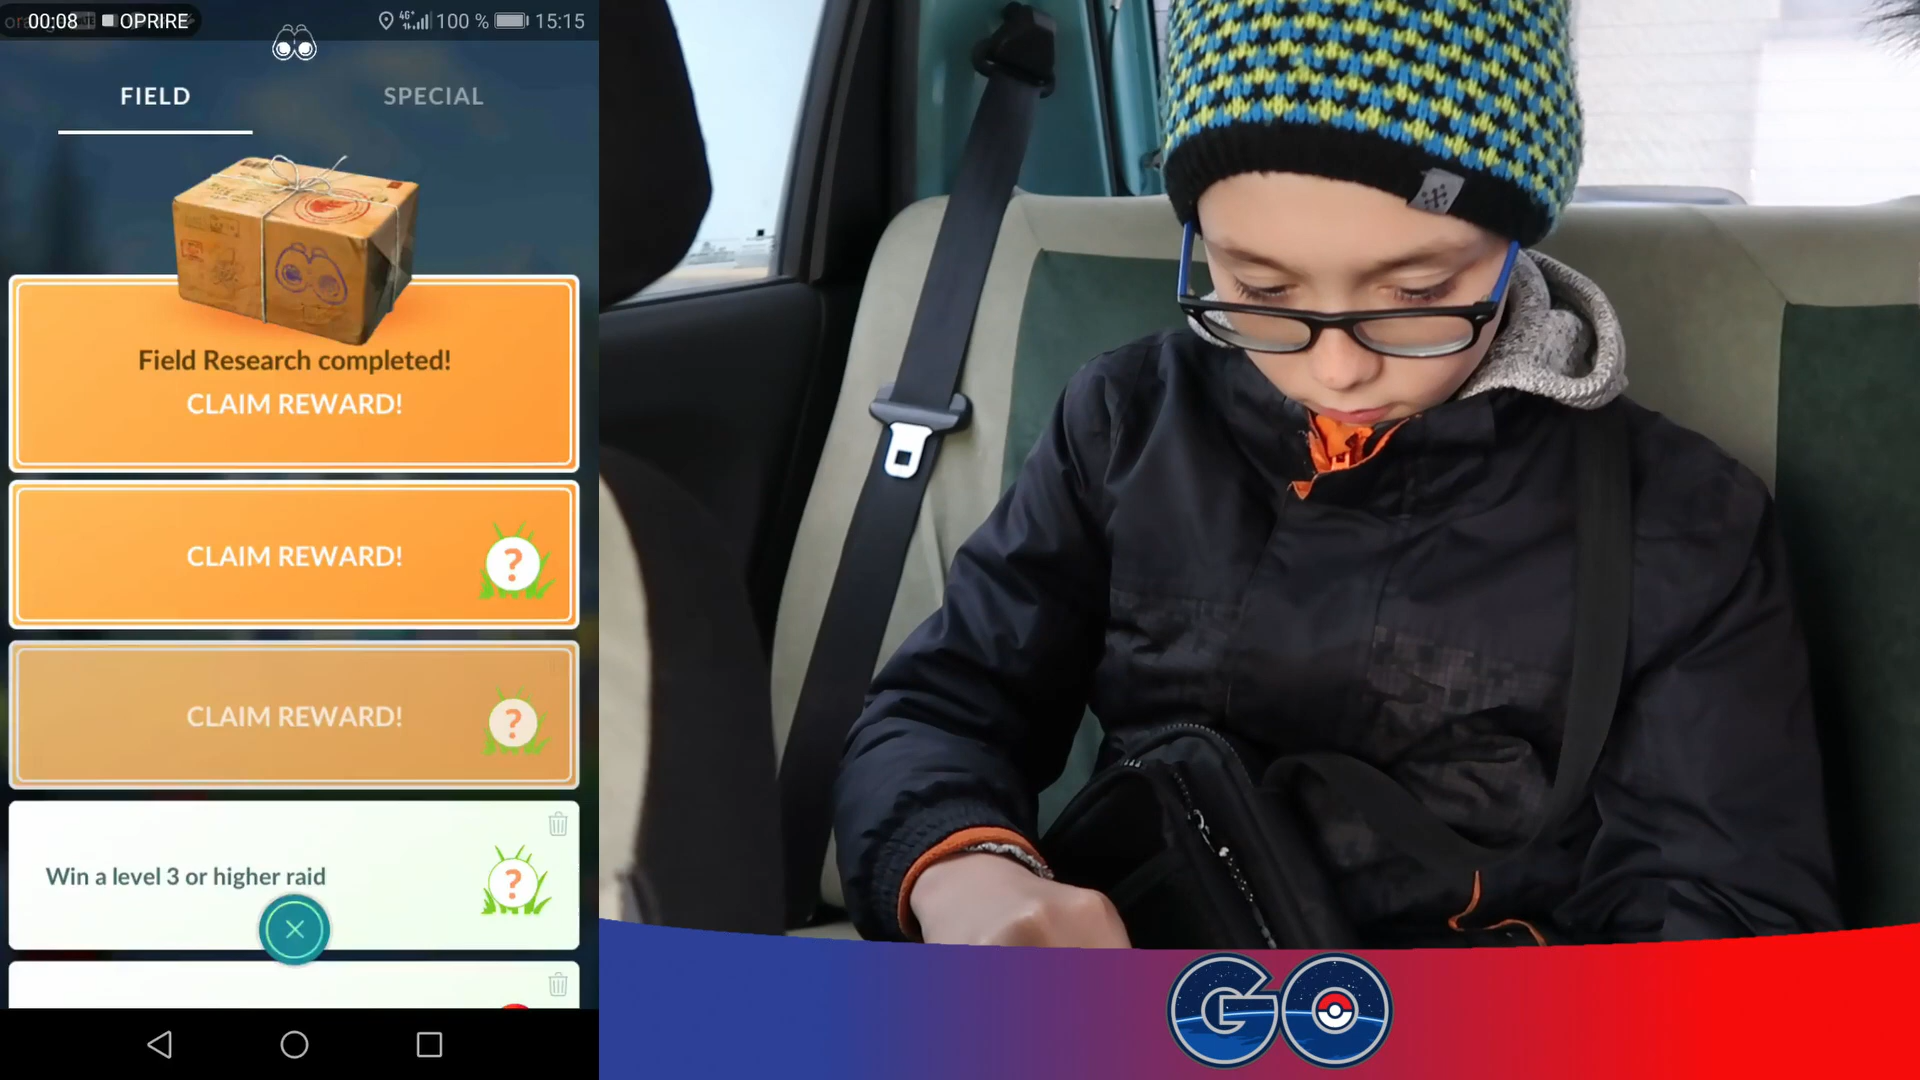 00:08 OPRIRE
4G+ 100 % 15:15
FIELD SPECIAL
Field Research completed!
CLAIM REWARD!
CLAIM REWARD!
?
CLAIM REWARD!
?
Win a level 3 or higher raid
?
GO